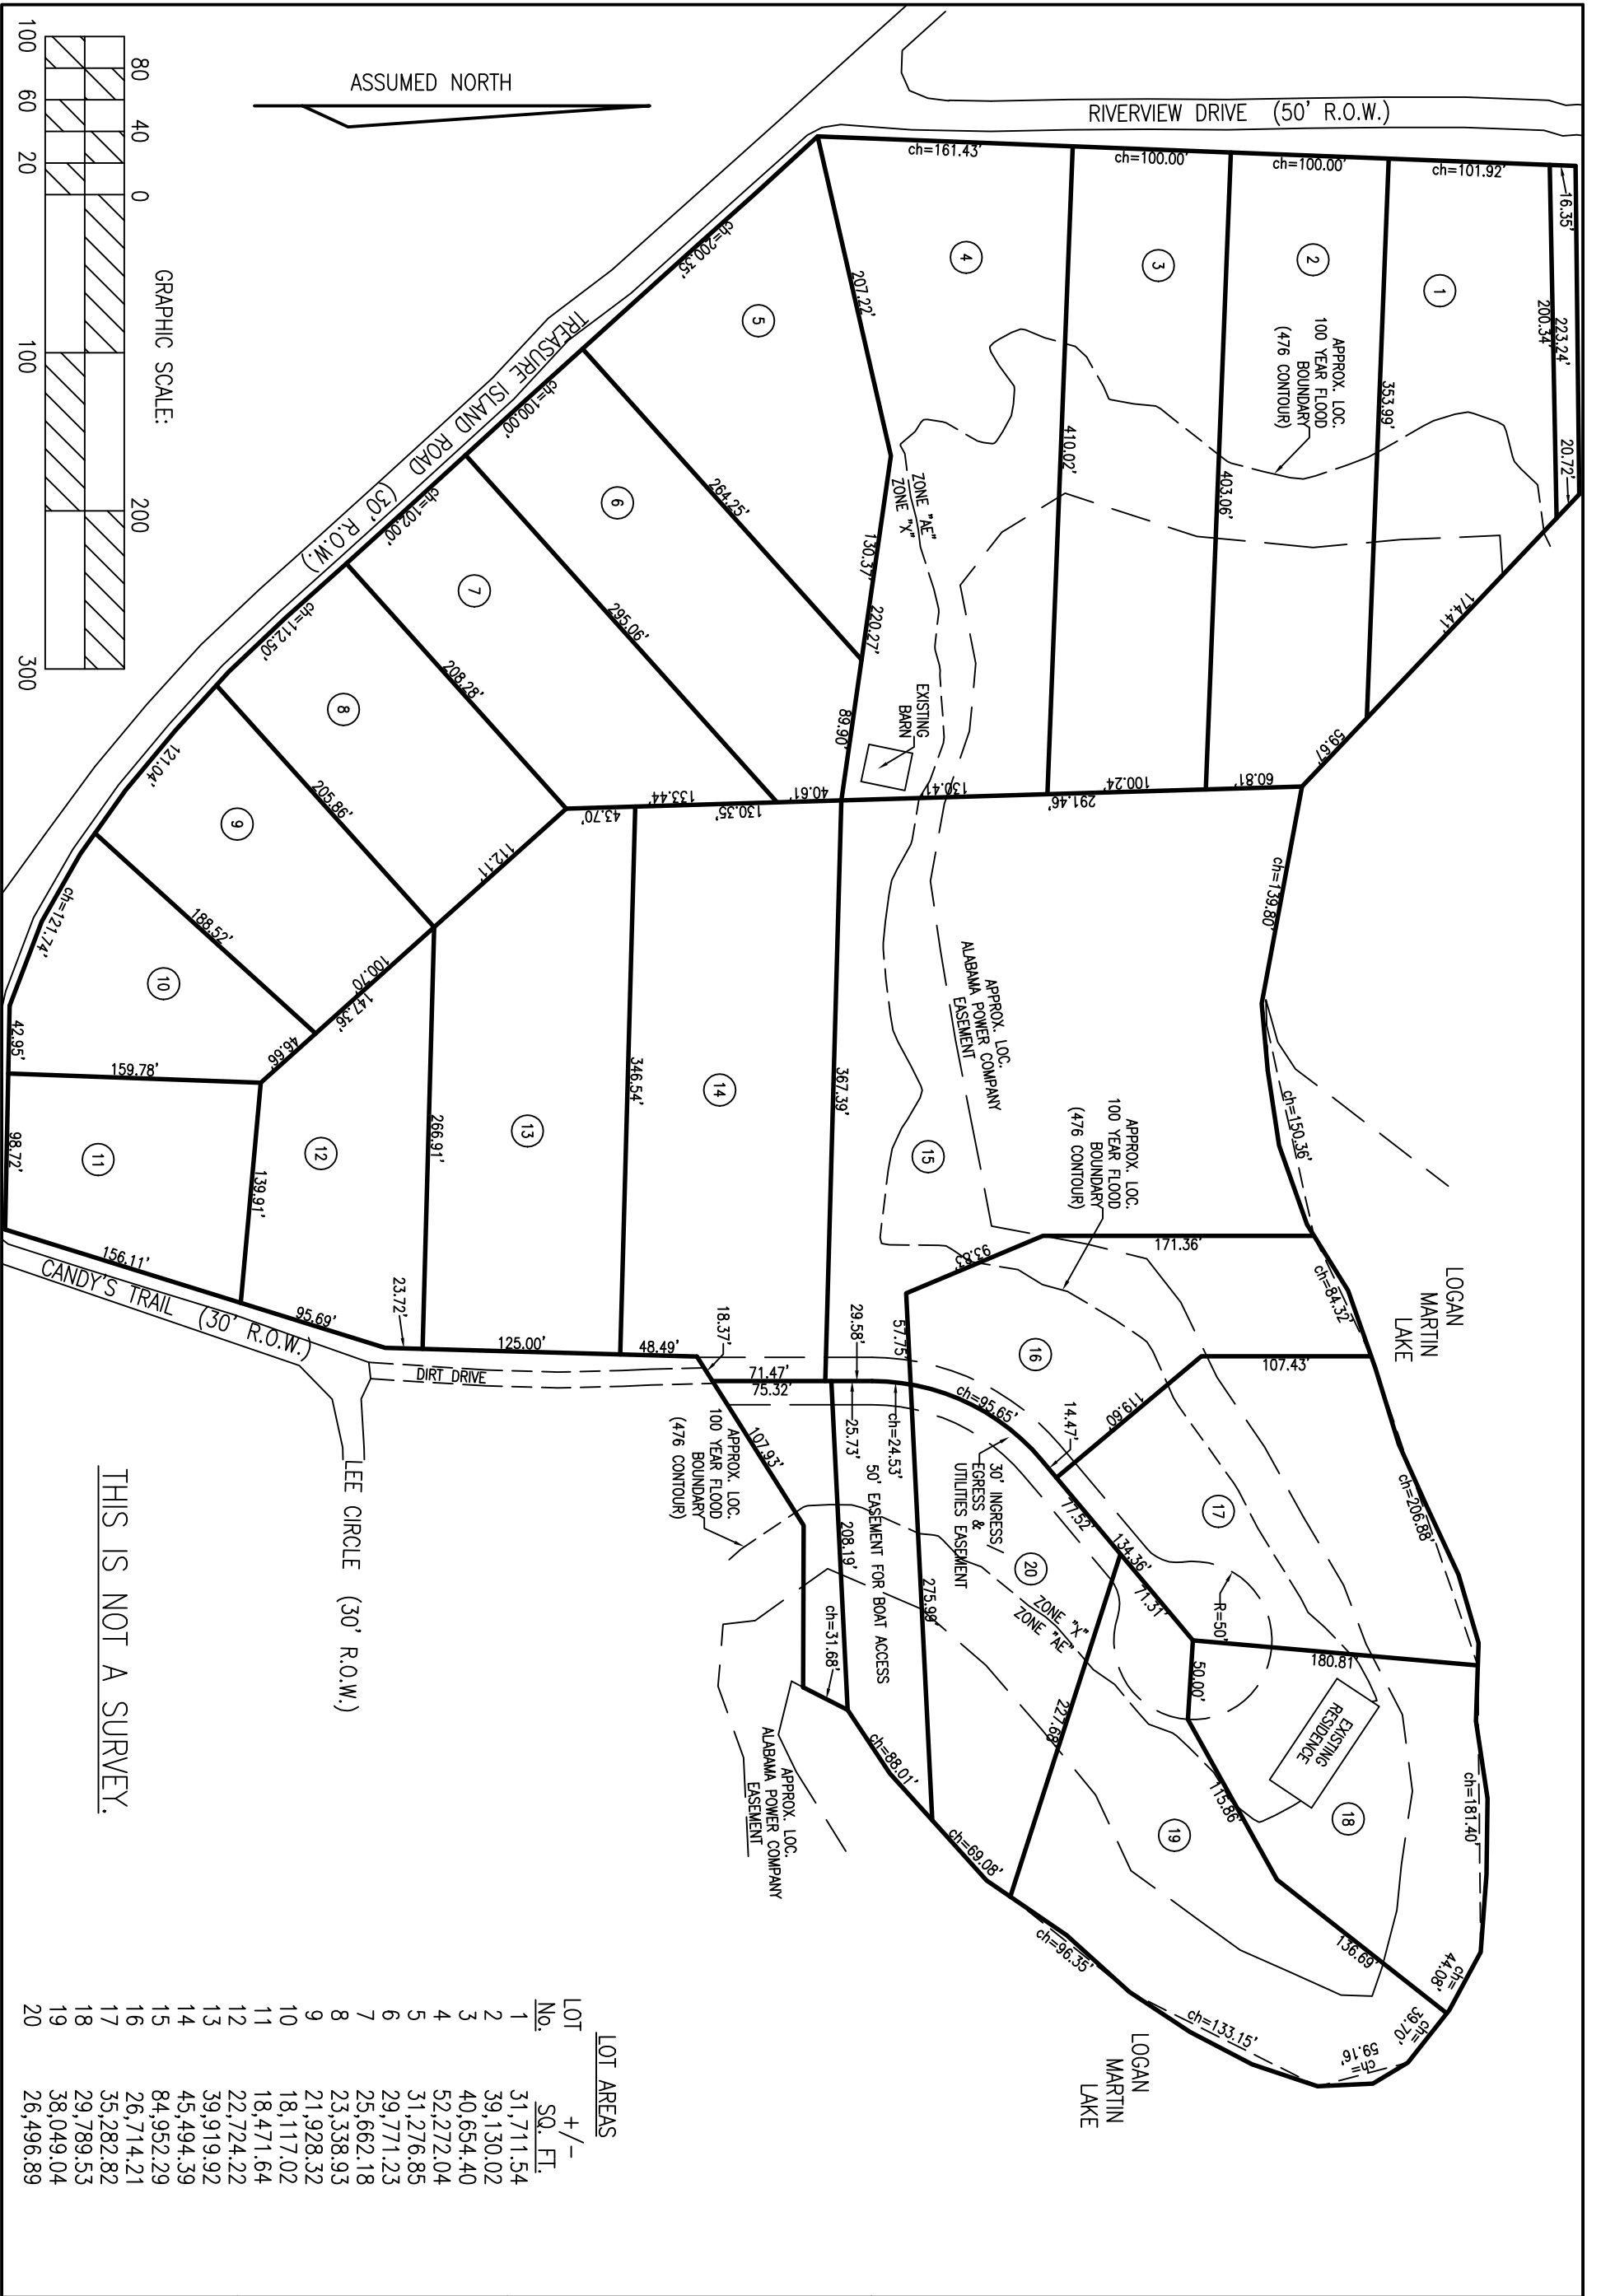 RIVERVIEW DRIVE (50' R.O.W.)
ASSUMED NORTH
100
80
60
40
20
0
100
200
300
GRAPHIC SCALE:
TREASURE ISLAND ROAD (30' R.O.W.)
16.35'
223.24'
200.34'
20.72'
ch=101.92'
ch=100.00'
ch=100.00'
ch=161.43'
1
2
3
4
APPROX. LOC.
100 YEAR FLOOD
BOUNDARY
(476 CONTOUR)
353.99'
403.06'
410.02'
174.41'
59.67'
60.81'
100.24'
291.46'
130.41'
207.22'
130.37'
220.27'
89.90'
ZONE "AE"
ZONE "X"
EXISTING
BARN
ch=200.35'
5
264.25'
ch=100.00'
6
295.06'
ch=102.00'
7
208.28'
ch=112.50'
8
205.86'
121.04'
9
188.52'
ch=121.74'
10
42.95'
159.78'
98.72'
11
156.11'
139.91'
12
95.69'
23.72'
266.91'
13
125.00'
346.54'
14
48.49'
367.39'
40.61'
130.35'
133.44'
43.70'
112.11'
100.70'
147.36'
46.66'
CANDY'S TRAIL (30' R.O.W.)
DIRT DRIVE
LEE CIRCLE (30' R.O.W.)
ch=139.80'
ch=150.36'
APPROX. LOC.
ALABAMA POWER COMPANY
EASEMENT
15
APPROX. LOC.
100 YEAR FLOOD
BOUNDARY
(476 CONTOUR)
171.36'
93.83'
ch=84.32'
LOGAN
MARTIN
LAKE
107.43'
119.60'
16
57.75'
29.58'
18.37'
71.47'
75.32'
ch=95.65'
14.47'
ch=24.53'
25.73'
107.93'
APPROX. LOC.
100 YEAR FLOOD
BOUNDARY
(476 CONTOUR)
30' INGRESS
EGRESS &
UTILITIES EASEMENT
50' EASEMENT FOR BOAT ACCESS
208.19'
275.99'
20
ZONE "X"
ZONE "AE"
77.52'
134.36'
71.31'
17
ch=206.88'
R=50'
180.81'
50.00'
EXISTING
RESIDENCE
115.86'
18
ch=181.40'
227.68'
19
136.69'
ch=
44.08'
ch=
39.70'
ch=
59.16'
ch=133.15'
ch=96.35'
ch=69.08'
ch=88.01'
ch=31.68'
APPROX. LOC.
ALABAMA POWER COMPANY
EASEMENT
LOGAN
MARTIN
LAKE
THIS IS NOT A SURVEY.
LOT AREAS
LOT +/-
No. SQ. FT.
1 31,711.54
2 39,130.02
3 40,654.40
4 52,272.04
5 31,276.85
6 29,771.23
7 25,662.18
8 23,338.93
9 21,928.32
10 18,117.02
11 18,471.64
12 22,724.22
13 39,919.92
14 45,494.39
15 84,952.29
16 26,714.21
17 35,282.82
18 29,789.53
19 38,049.04
20 26,496.89